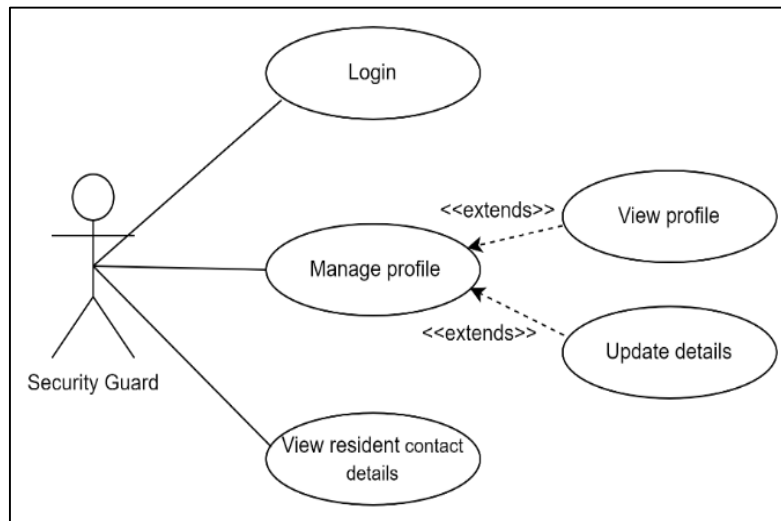 Login
<<extends>>
View profile
Manage profile
<<extends>>
Update details
Security Guard
View resident contact
details